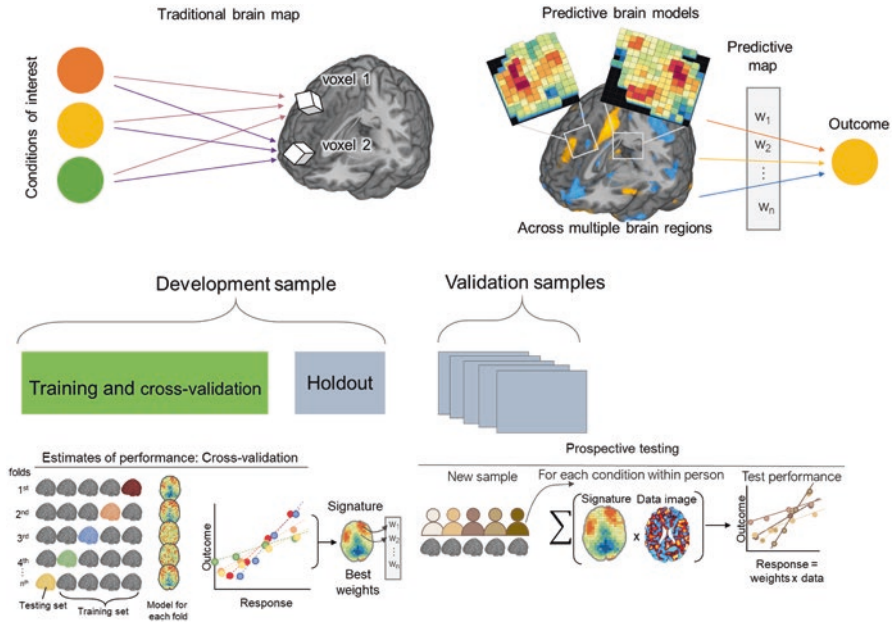 Traditional brain map
Predictive brain models
Conditions of interest
voxel 1
voxel 2
Predictive
map
w1
w2
⋮
wn
Outcome
Across multiple brain regions
Development sample
Validation samples
Training and cross-validation
Holdout
Estimates of performance: Cross-validation
folds
1st
2nd
3rd
4th
⋮
nth
Testing set
Training set
Model for
each fold
Outcome
Response
Signature
Best
weights
w1
w2
⋮
wn
Prospective testing
New sample
For each condition within person
Test performance
∑
Signature
x
Data image
Outcome
Response =
weights x data